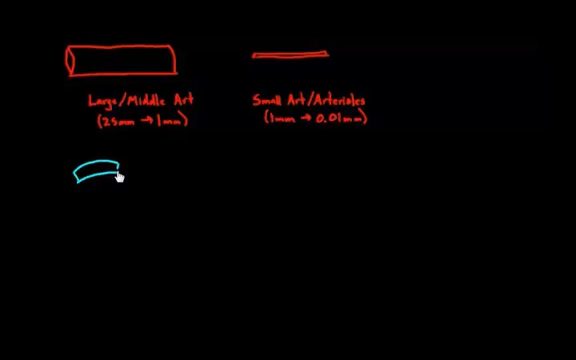 Large/Middle Art
(25mm → 1mm)
Small Art/Arterioles
(1mm → 0.01mm)